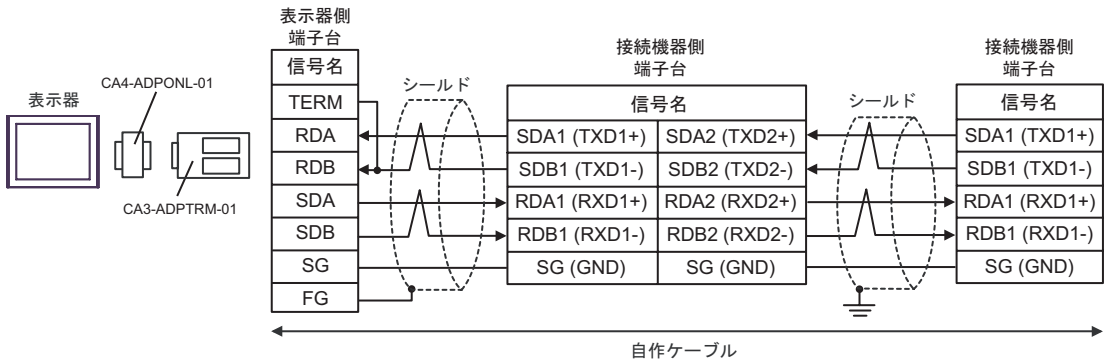 表示器
CA4-ADPONL-01
CA3-ADPTRM-01
表示器側
端子台
信号名
TERM
RDA
RDB
SDA
SDB
SG
FG
シールド
接続機器側
端子台
信号名
SDA1 (TXD1+) SDA2 (TXD2+)
SDB1 (TXD1-) SDB2 (TXD2-)
RDA1 (RXD1+) RDA2 (RXD2+)
RDB1 (RXD1-) RDB2 (RXD2-)
SG (GND) SG (GND)
シールド
接続機器側
端子台
信号名
SDA1 (TXD1+)
SDB1 (TXD1-)
RDA1 (RXD1+)
RDB1 (RXD1-)
SG (GND)
自作ケーブル